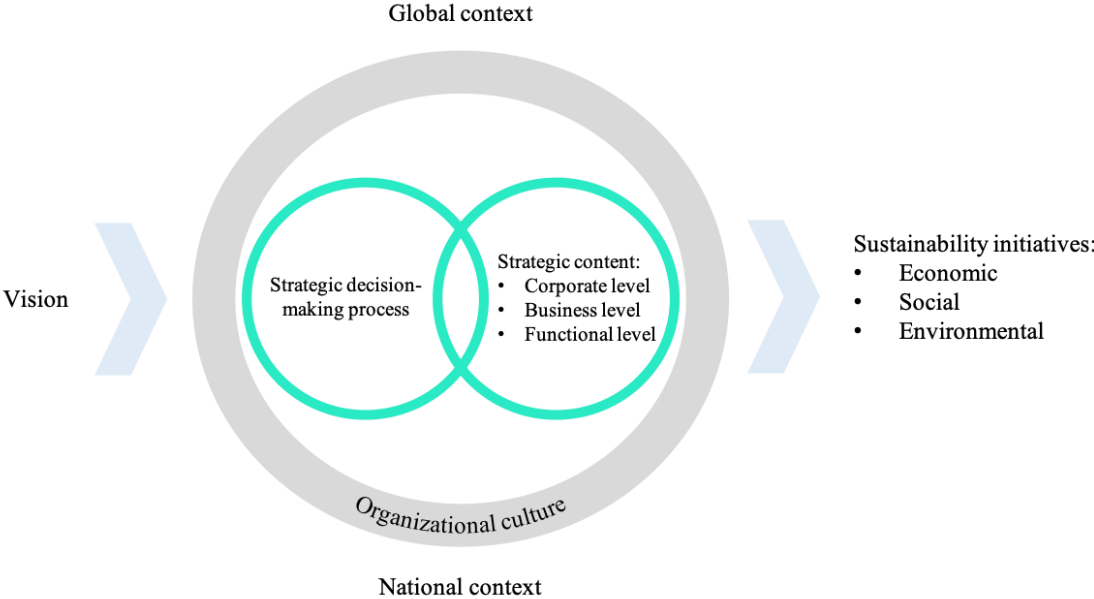 Global context
Vision
Strategic decision-
making process
Strategic content:
• Corporate level
• Business level
• Functional level
Sustainability initiatives:
• Economic
• Social
• Environmental
Organizational culture
National context